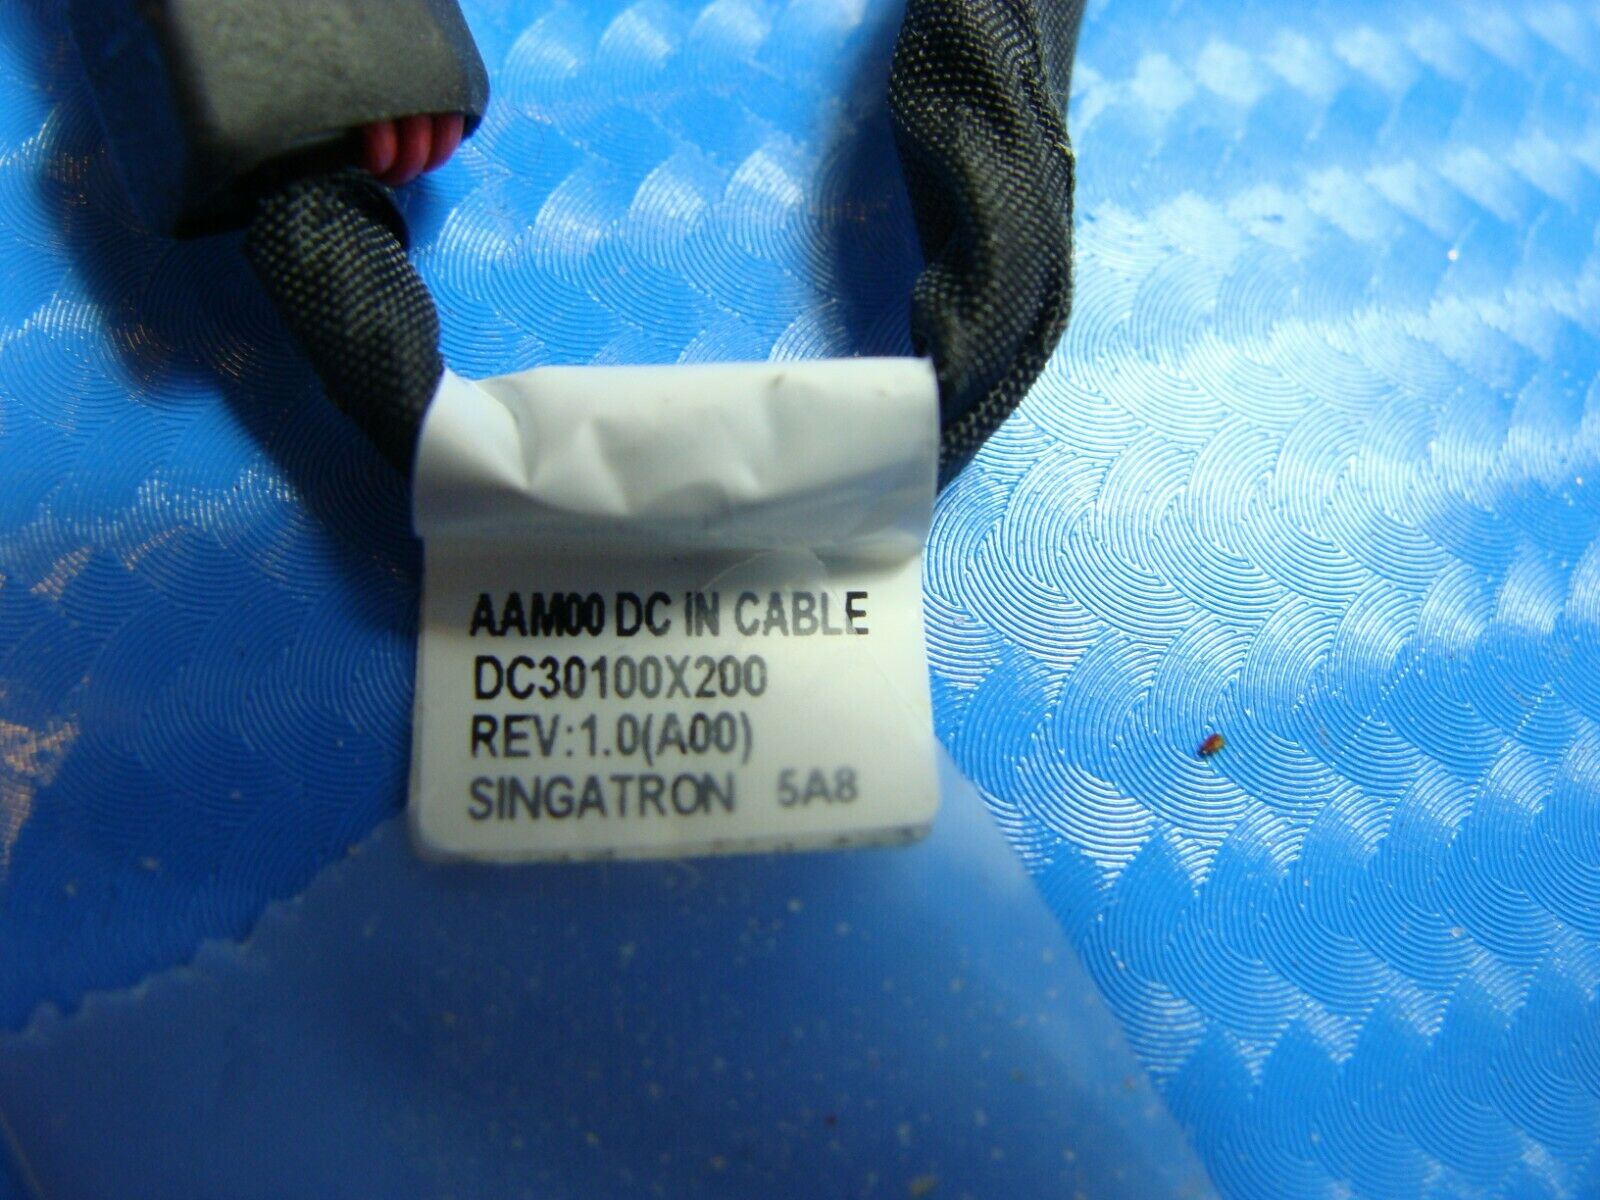 AAM00 DC IN CABLE
DC30100X200
REV:1.0(A00)
SINGATRON 5A8